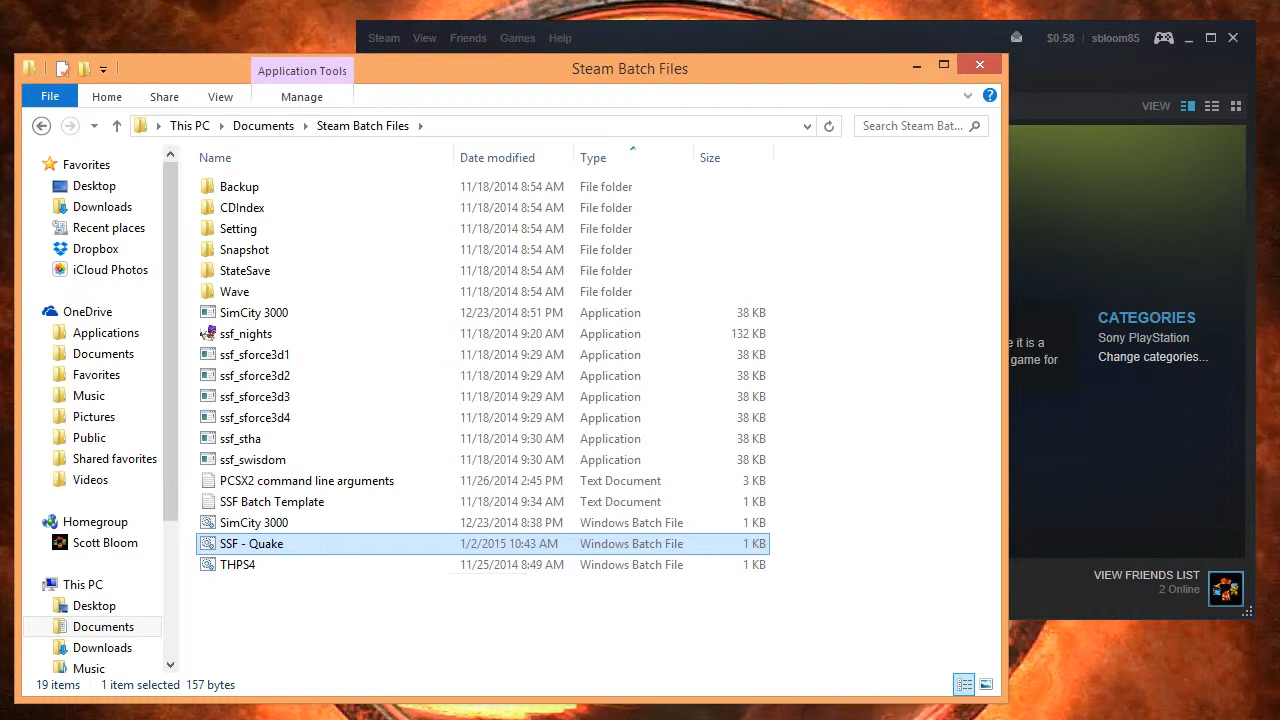 Steam View Friends Games Help $0.58 sbloom85
Application Tools Steam Batch Files
File Home Share View Manage
VIEW
This PC Documents Steam Batch Files Search Steam Bat...
Name Date modified Type Size
Favorites
Desktop
Downloads
Recent places
Dropbox
iCloud Photos
OneDrive
Applications
Documents
Favorites
Music
Pictures
Public
Shared favorites
Videos
Homegroup
Scott Bloom
This PC
Desktop
Documents
Downloads
Music
Backup 11/18/2014 8:54 AM File folder
CDIndex 11/18/2014 8:54 AM File folder
Setting 11/18/2014 8:54 AM File folder
Snapshot 11/18/2014 8:54 AM File folder
StateSave 11/18/2014 8:54 AM File folder
Wave 11/18/2014 8:54 AM File folder
SimCity 3000 12/23/2014 8:51 PM Application 38 KB
ssf_nights 11/18/2014 9:20 AM Application 132 KB
ssf_sforce3d1 11/18/2014 9:29 AM Application 38 KB
ssf_sforce3d2 11/18/2014 9:29 AM Application 38 KB
ssf_sforce3d3 11/18/2014 9:29 AM Application 38 KB
ssf_sforce3d4 11/18/2014 9:29 AM Application 38 KB
ssf_stha 11/18/2014 9:30 AM Application 38 KB
ssf_swisdom 11/18/2014 9:30 AM Application 38 KB
PCSX2 command line arguments 11/26/2014 2:45 PM Text Document 3 KB
SSF Batch Template 11/18/2014 9:34 AM Text Document 1 KB
SimCity 3000 12/23/2014 8:38 PM Windows Batch File 1 KB
SSF - Quake 1/2/2015 10:43 AM Windows Batch File 1 KB
THPS4 11/25/2014 8:49 AM Windows Batch File 1 KB
19 items 1 item selected 157 bytes
CATEGORIES
Sony PlayStation
Change categories...
e it is a
game for
VIEW FRIENDS LIST
2 Online